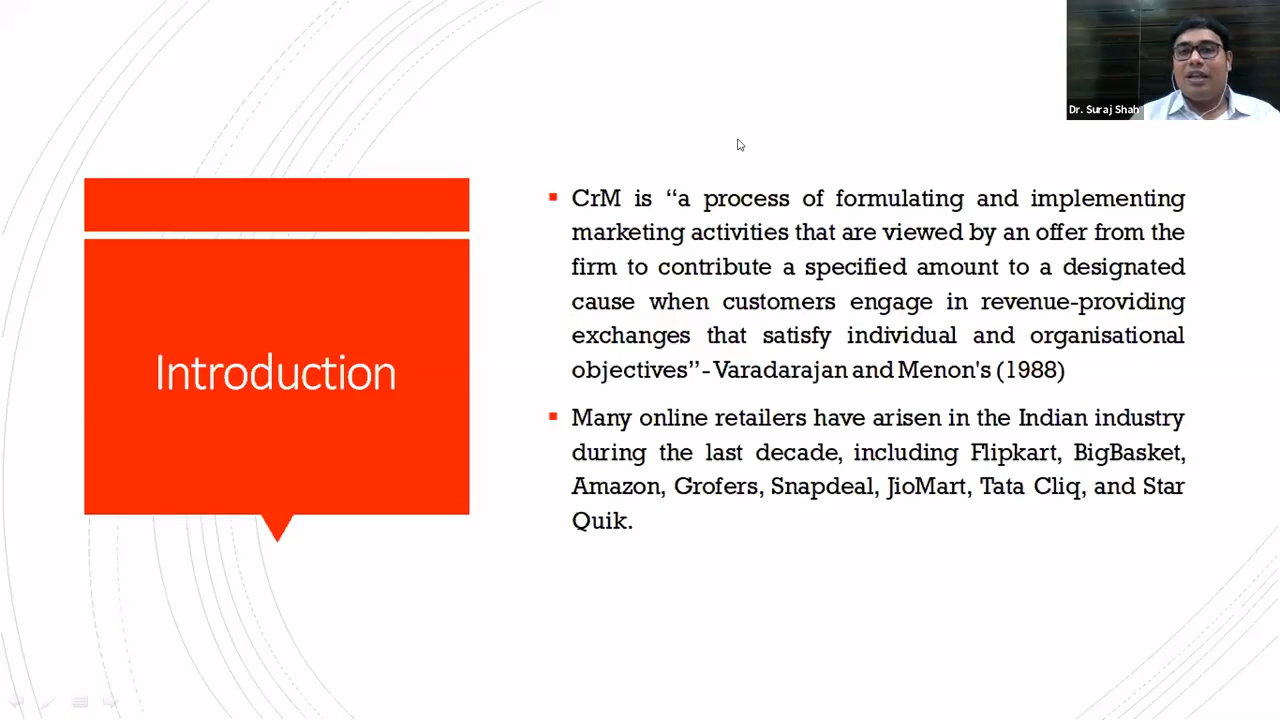 Dr. Suraj Shah
Introduction
CrM is “a process of formulating and implementing
marketing activities that are viewed by an offer from the
firm to contribute a specified amount to a designated
cause when customers engage in revenue-providing
exchanges that satisfy individual and organisational
objectives”- Varadarajan and Menon's (1988)
Many online retailers have arisen in the Indian industry
during the last decade, including Flipkart, BigBasket,
Amazon, Grofers, Snapdeal, JioMart, Tata Cliq, and Star
Quik.